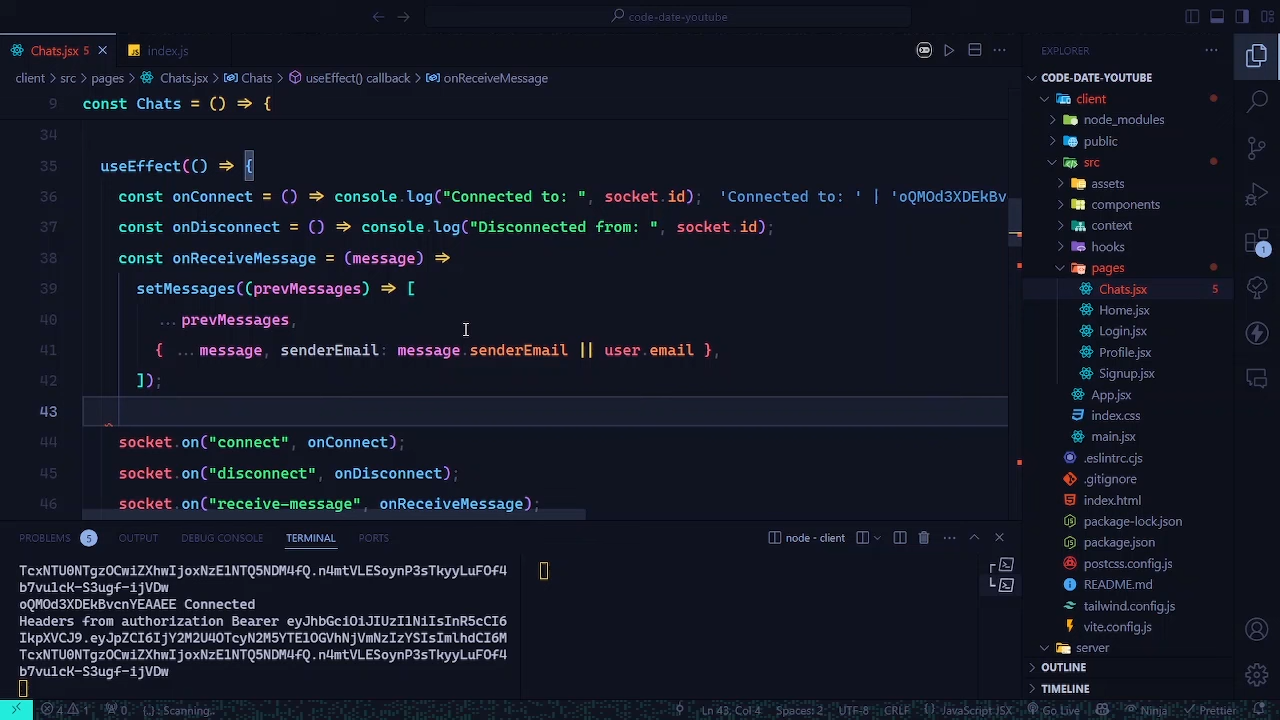 code-date-youtube
Chats.jsx 5
index.js
EXPLORER
client > src > pages > Chats.jsx > Chats > useEffect() callback > onReceiveMessage
9 const Chats = () => {
34
35 useEffect(() => {
36 const onConnect = () => console.log("Connected to: ", socket.id); 'Connected to: ' | 'oQMOd3XDEkBv
37 const onDisconnect = () => console.log("Disconnected from: ", socket.id);
38 const onReceiveMessage = (message) =>
39 setMessages((prevMessages) => [
40 ...prevMessages,
41 { ...message, senderEmail: message.senderEmail || user.email },
42 ]);
43
44 socket.on("connect", onConnect);
45 socket.on("disconnect", onDisconnect);
46 socket.on("receive-message", onReceiveMessage);
CODE-DATE-YOUTUBE
client
node_modules
public
src
assets
components
context
hooks
pages
Chats.jsx 5
Home.jsx
Login.jsx
Profile.jsx
Signup.jsx
App.jsx
index.css
main.jsx
.eslintrc.cjs
.gitignore
index.html
package-lock.json
package.json
postcss.config.js
README.md
tailwind.config.js
vite.config.js
server
OUTLINE
TIMELINE
1
PROBLEMS 5 OUTPUT DEBUG CONSOLE TERMINAL PORTS
node - client
TcxNTU0NTgzOCwiZXhwIjoxNzE1NTQ5NDM4fQ.n4mtVLESoynP3sTkyyLuFOf4
b7vulcK-S3ugf-ijVDw
oQMOd3XDEkBvcnYEAAEE Connected
Headers from authorization Bearer eyJhbGciOiJIUzI1NiIsInR5cCI6
IkpXVCJ9.eyJpZCI6IjY2M2U4OTcyN2M5YTE1OGVhNjVmNzIzYSIsImlhdCI6M
TcxNTU0NTgzOCwiZXhwIjoxNzE1NTQ5NDM4fQ.n4mtVLESoynP3sTkyyLuFOf4
b7vulcK-S3ugf-ijVDw
4 1 0 Scanning.. Ln 43, Col 4 Spaces: 2 UTF-8 CRLF JavaScript JSX Go Live Ninja Prettier